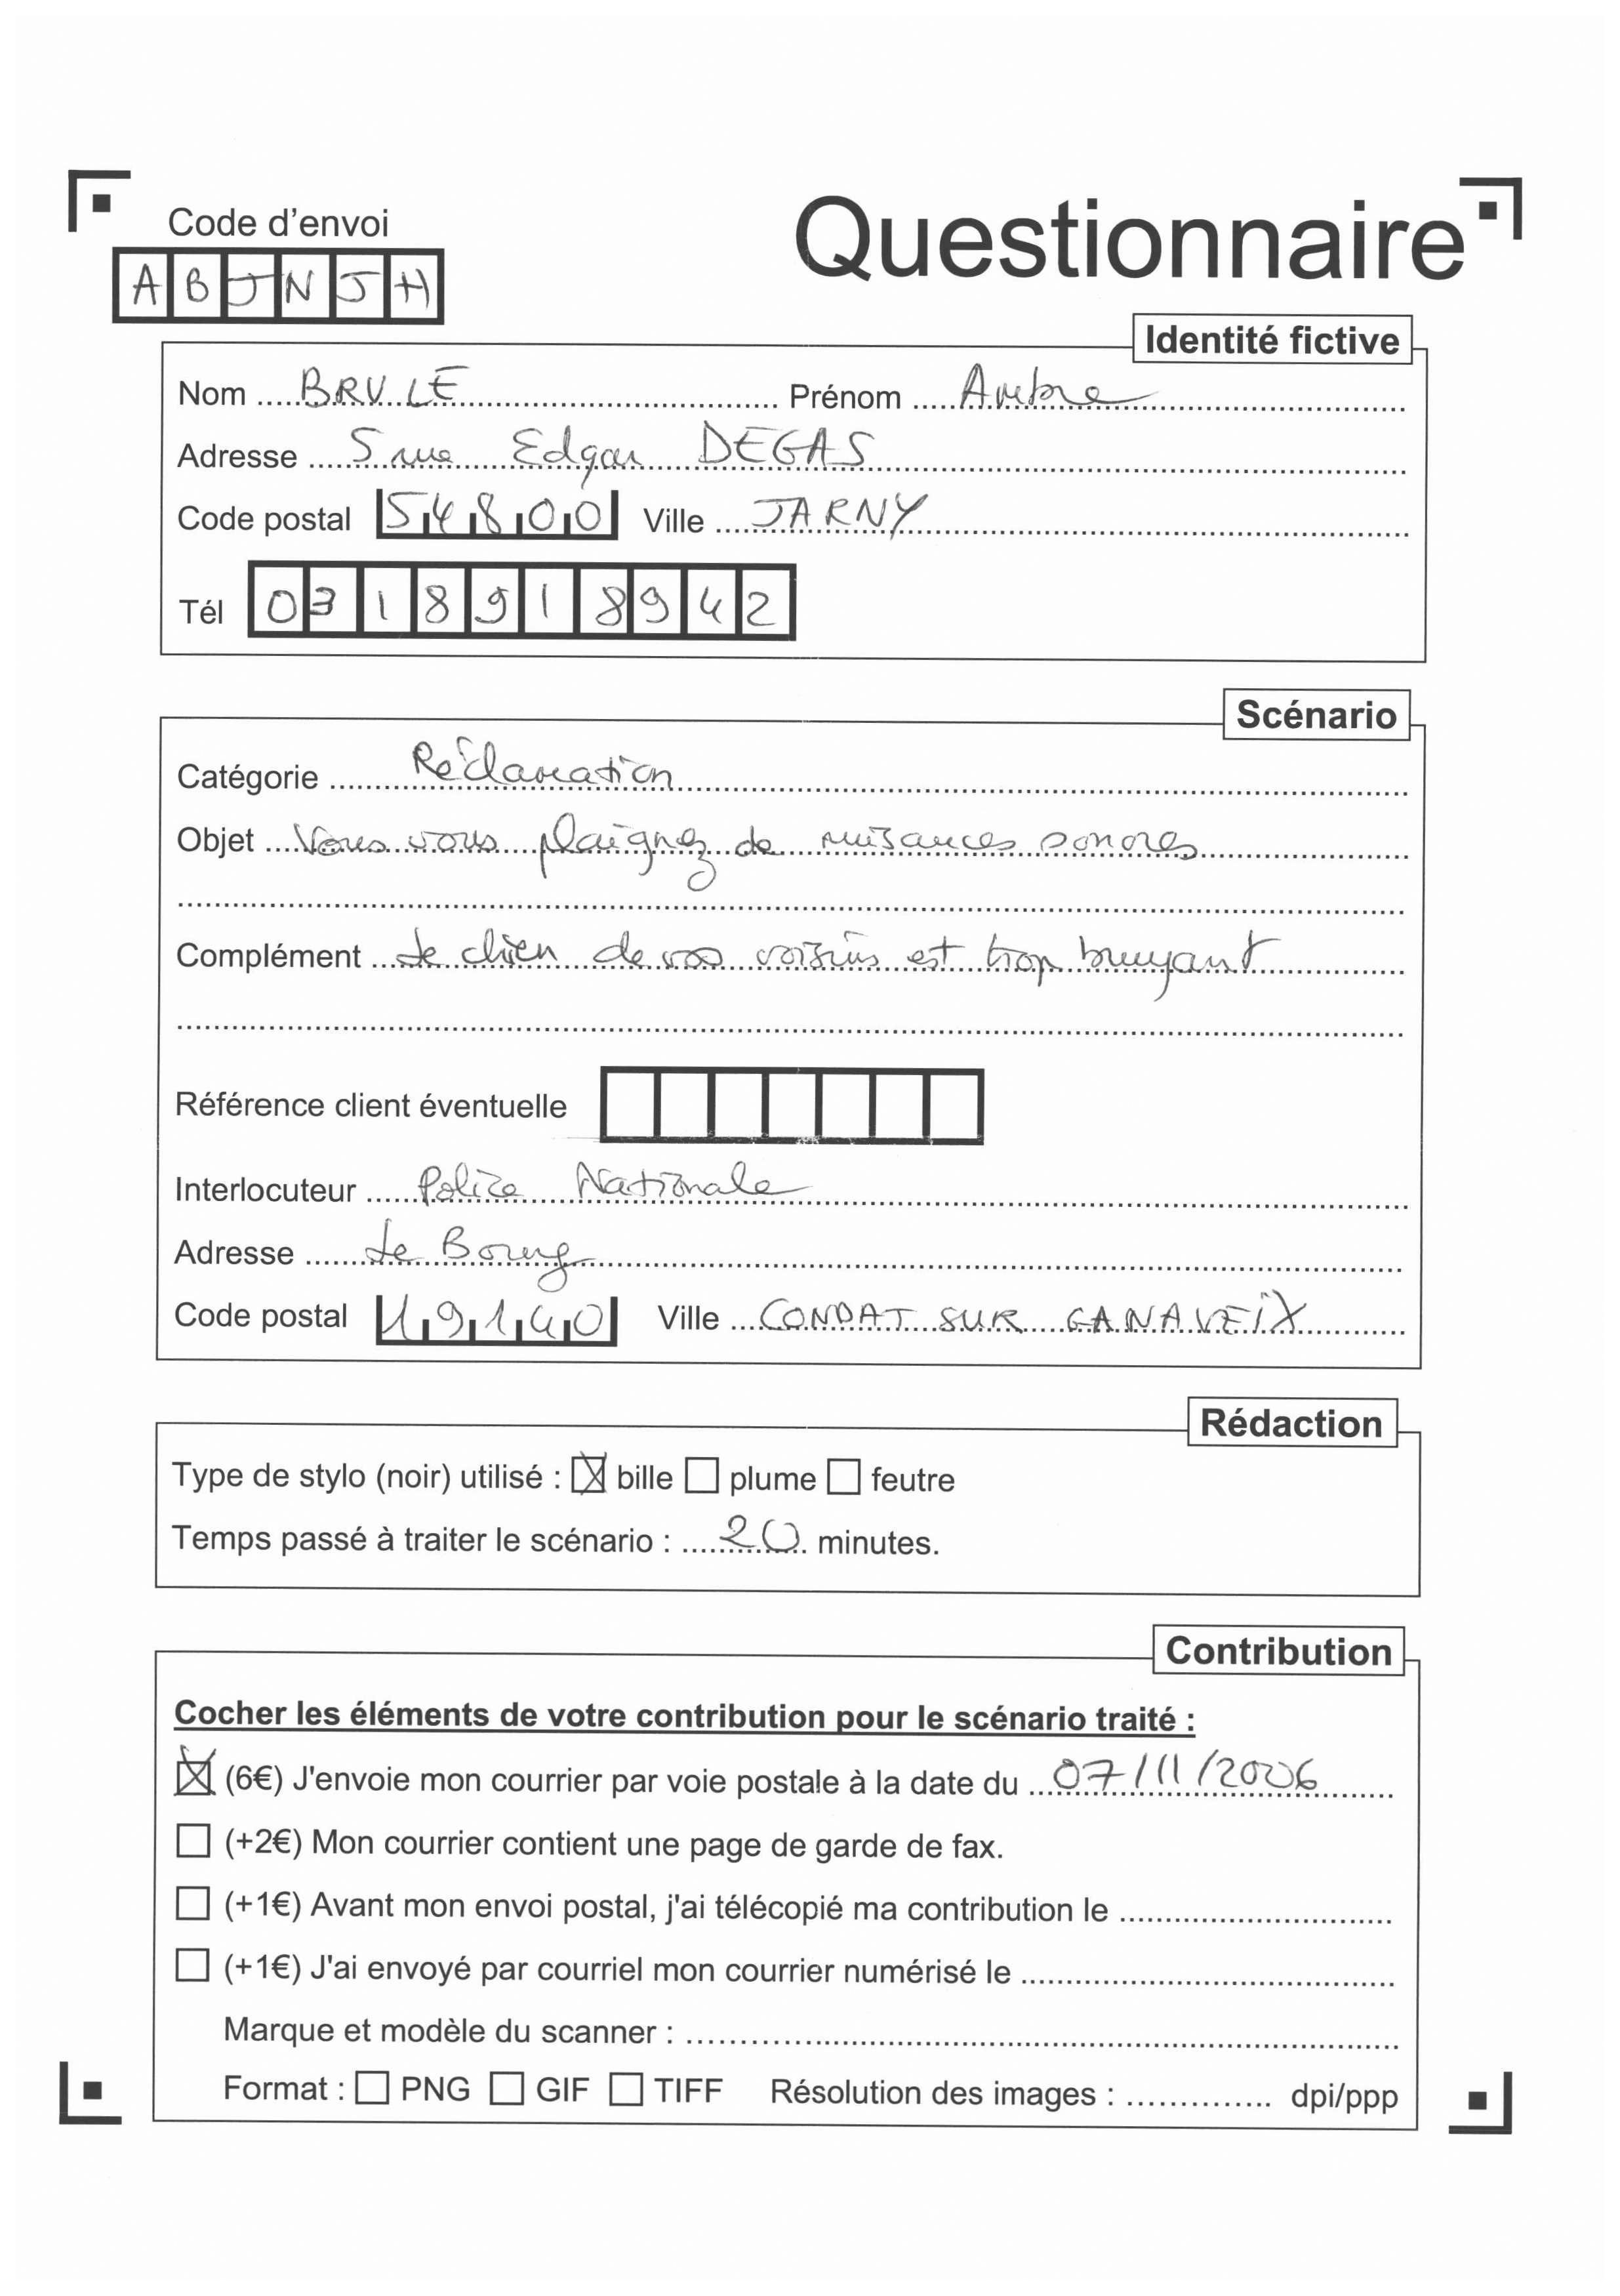 Code d'envoi
Questionnaire
ABJNJH
Identité fictive
Nom BRULE Prénom Ambre
Adresse 5 rue Edgar DEGAS
Code postal 54800 Ville JARNY
Tél 0318918942
Scénario
Catégorie Réclamation
Objet Vous vous plaignez de nuisances sonores
Complément Le chien de vos voisins est trop bruyant
Référence client éventuelle
Interlocuteur Police Nationale
Adresse Le Bourg
Code postal 19140 Ville CONDAT SUR GANAVEIX
Rédaction
Type de stylo (noir) utilisé : bille plume feutre
Temps passé à traiter le scénario : 20 minutes.
Contribution
Cocher les éléments de votre contribution pour le scénario traité :
(6€) J'envoie mon courrier par voie postale à la date du 07/11/2006
(+2€) Mon courrier contient une page de garde de fax.
(+1€) Avant mon envoi postal, j'ai télécopié ma contribution le
(+1€) J'ai envoyé par courriel mon courrier numérisé le
Marque et modèle du scanner :
Format : PNG GIF TIFF Résolution des images : dpi/ppp